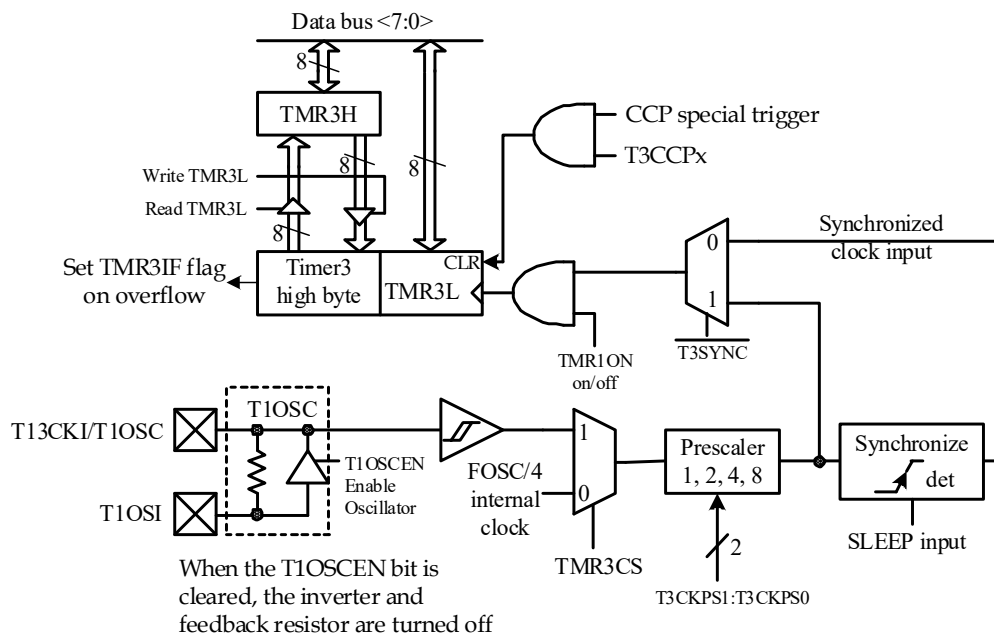 Data bus <7:0>
8
TMR3H
CCP special trigger
T3CCPx
8
8
Write TMR3L
Read TMR3L
8
Synchronized
clock input
0
1
CLR
Set TMR3IF flag
on overflow
Timer3
high byte
TMR3L
T3SYNC
TMR1ON
on/off
T13CKI/T1OSC
T1OSC
T1OSCEN
Enable
Oscillator
T1OSI
FOSC/4
internal
clock
1
0
Prescaler
1, 2, 4, 8
Synchronize
det
2
TMR3CS
SLEEP input
T3CKPS1:T3CKPS0
When the T1OSCEN bit is
cleared, the inverter and
feedback resistor are turned off